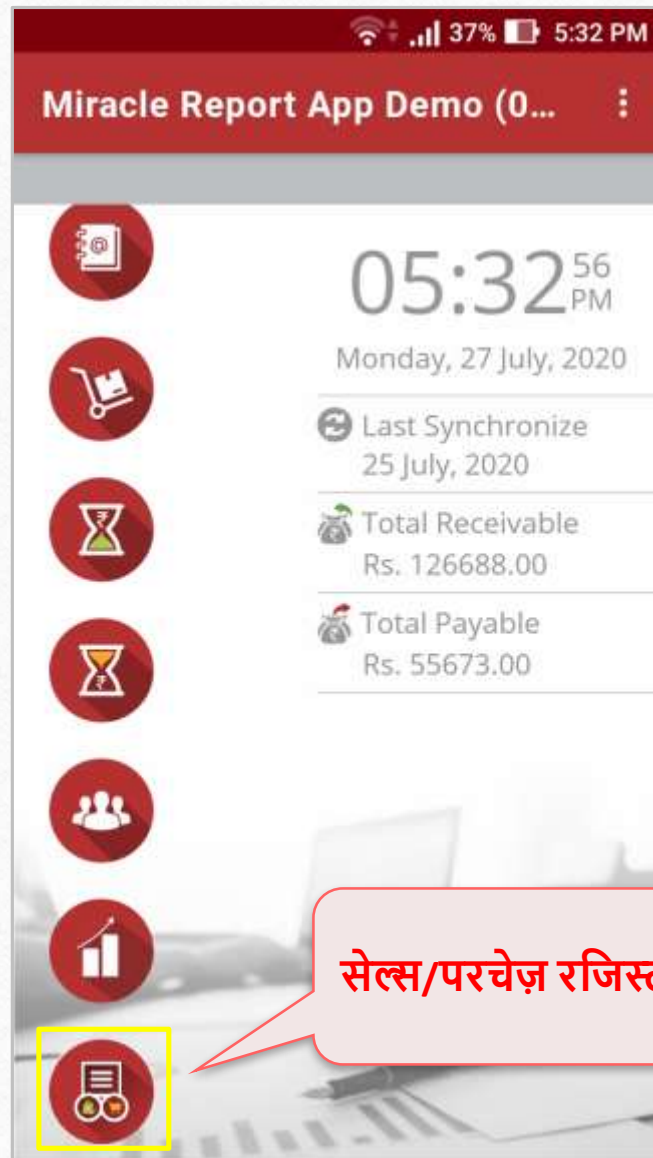 37% 5:32 PM
Miracle Report App Demo (0...
05:32 56 PM
Monday, 27 July, 2020
Last Synchronize
25 July, 2020
Total Receivable
Rs. 126688.00
Total Payable
Rs. 55673.00
सेल्स/परचेज़